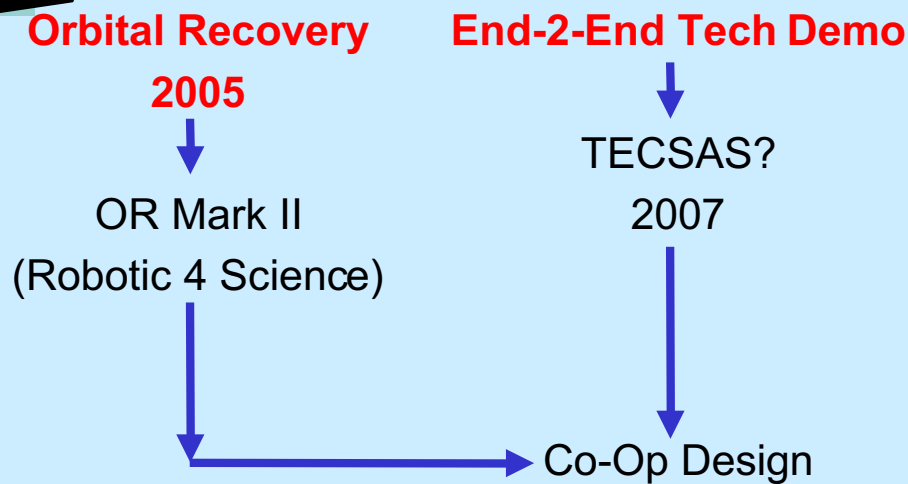 Orbital Recovery
2005
OR Mark II
(Robotic 4 Science)
End-2-End Tech Demo
TECSAS?
2007
Co-Op Design